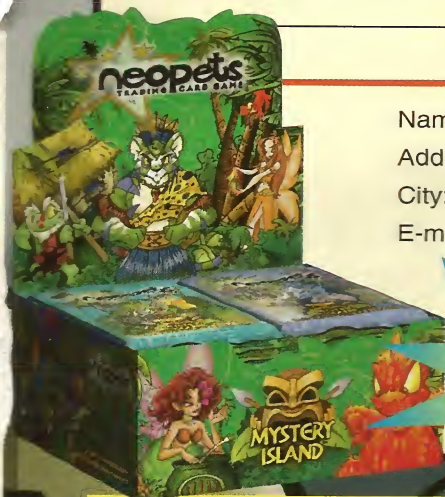 neopets
TRADING CARD GAME
Nam
Add
City:
E-m
MYSTERY
ISLAND